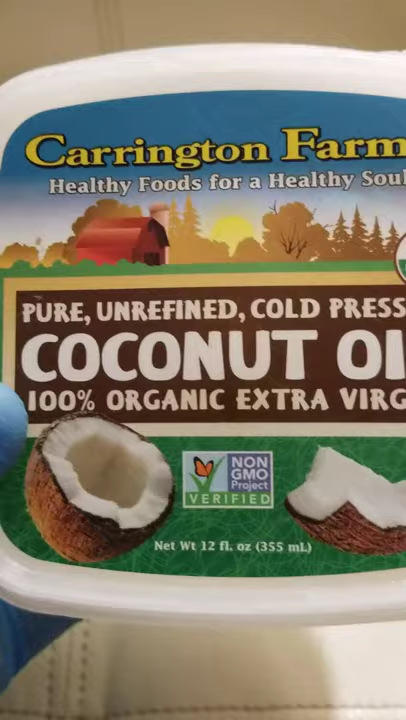 Carrington Farm
Healthy Foods for a Healthy Soul
PURE, UNREFINED, COLD PRESS
COCONUT OI
100% ORGANIC EXTRA VIRG
NON
GMO
Project
VERIFIED
Net Wt 12 fl. oz (355 mL)